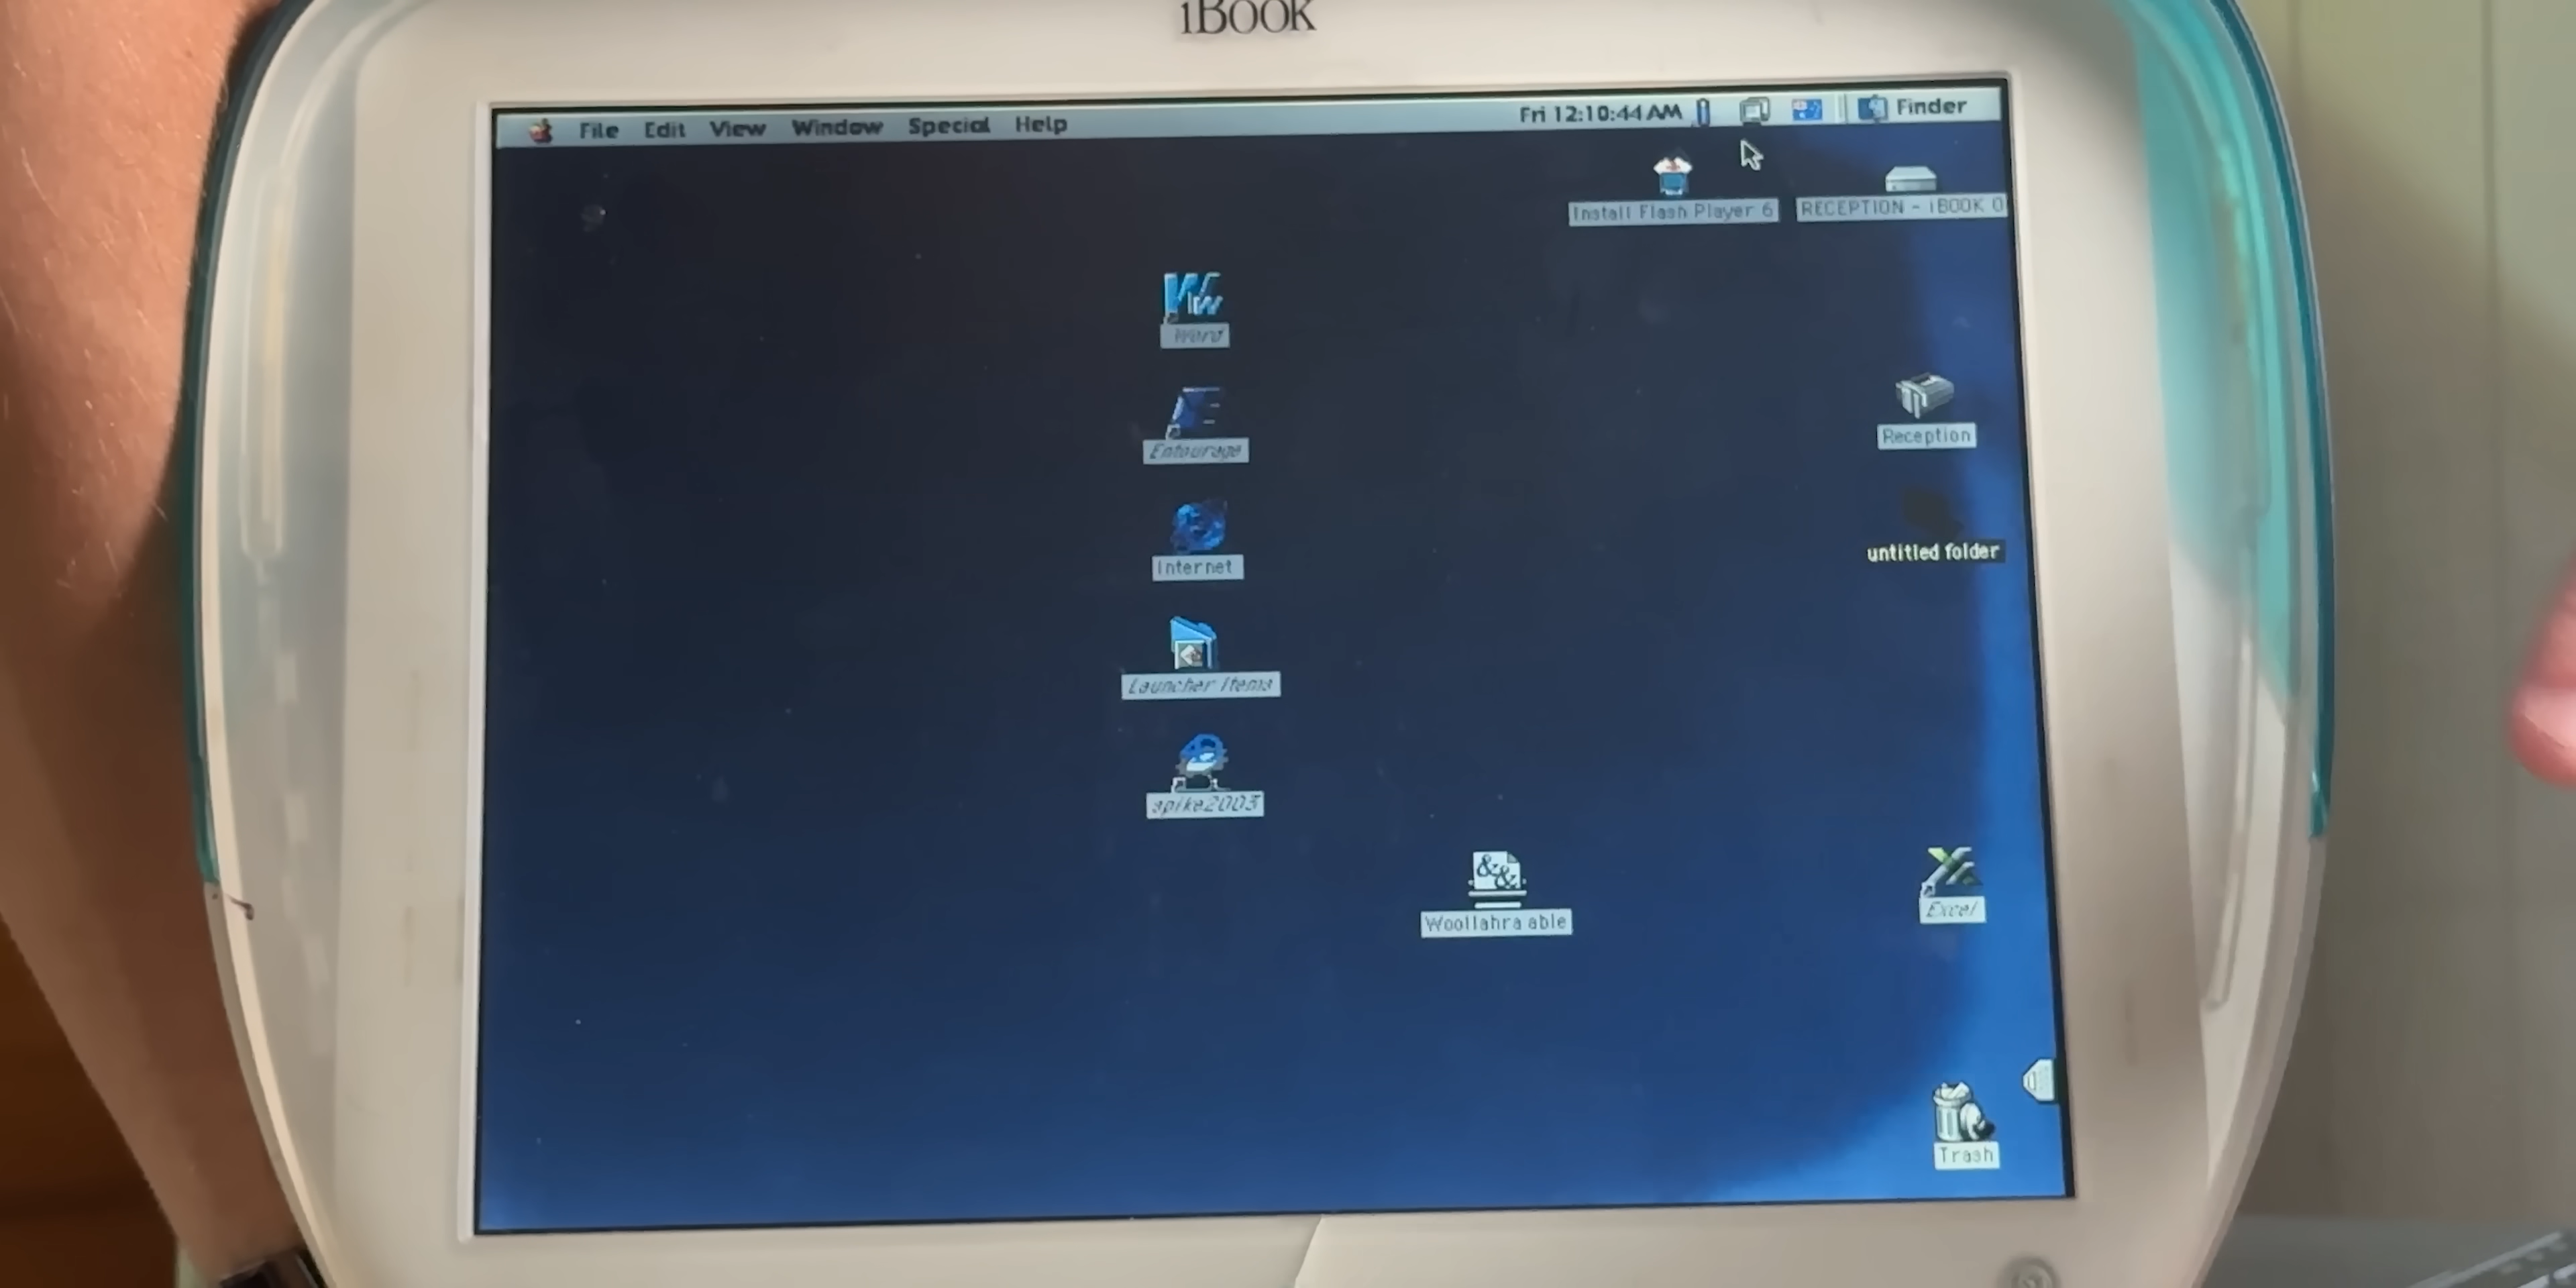 iBook
File Edit View Window Special Help Fri 12:10:44 AM Finder
Install Flash Player 6
RECEPTION - iBOOK O
Word
Entourage
Reception
untitled folder
Internet
Launcher Items
spike2003
Woollahra able
Excel
Trash